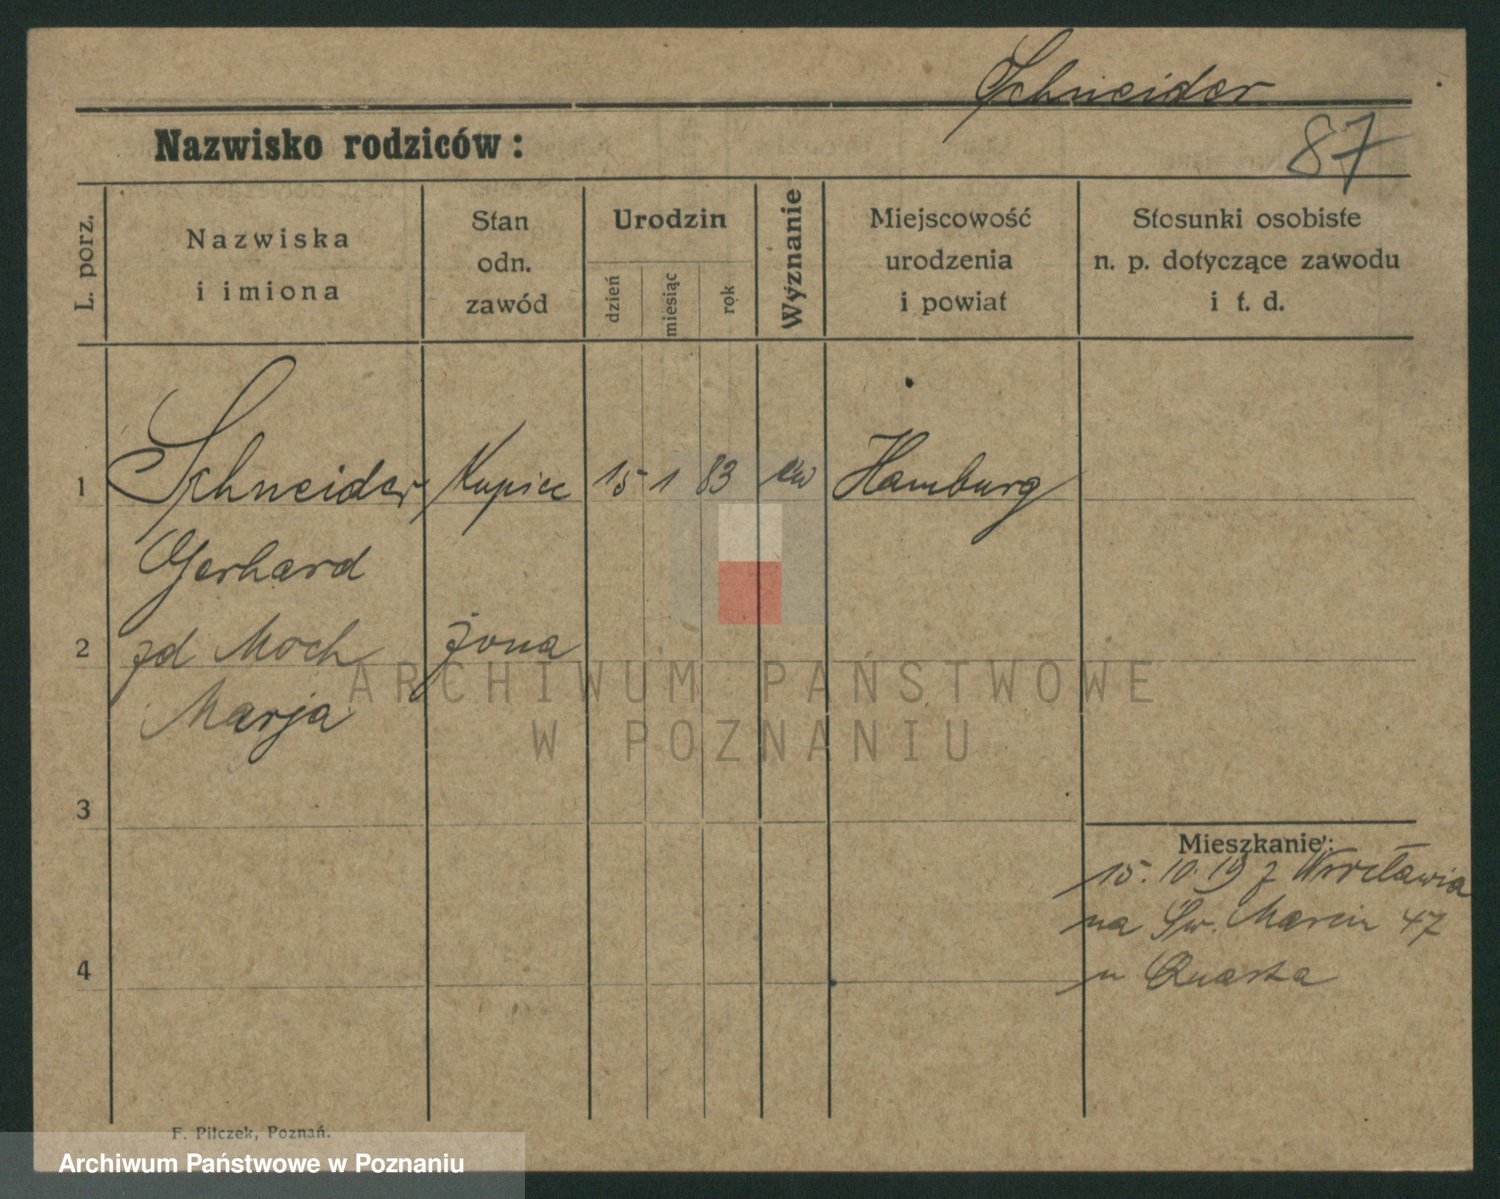 Schneider
Nazwisko rodziców:
87
L. porz.
Nazwiska
i imiona
Stan
odn.
zawód
Urodzin
dzień
miesiąc
rok
Wyznanie
Miejscowość
urodzenia
i powiat
Stosunki osobiste
n. p. dotyczące zawodu
i t. d.
1 Schneider Kupiec 15 1 83 ew Hamburg
Gerhard
2 zd Moch żona
Marja
ARCHIWUM PAŃSTWOWE
W POZNANIU
3
Mieszkanie:
15. 10. 19 z Wrocławia
na Św. Marcin 47
u Quasta
4
F. Pilczek, Poznań.
Archiwum Państwowe w Poznaniu